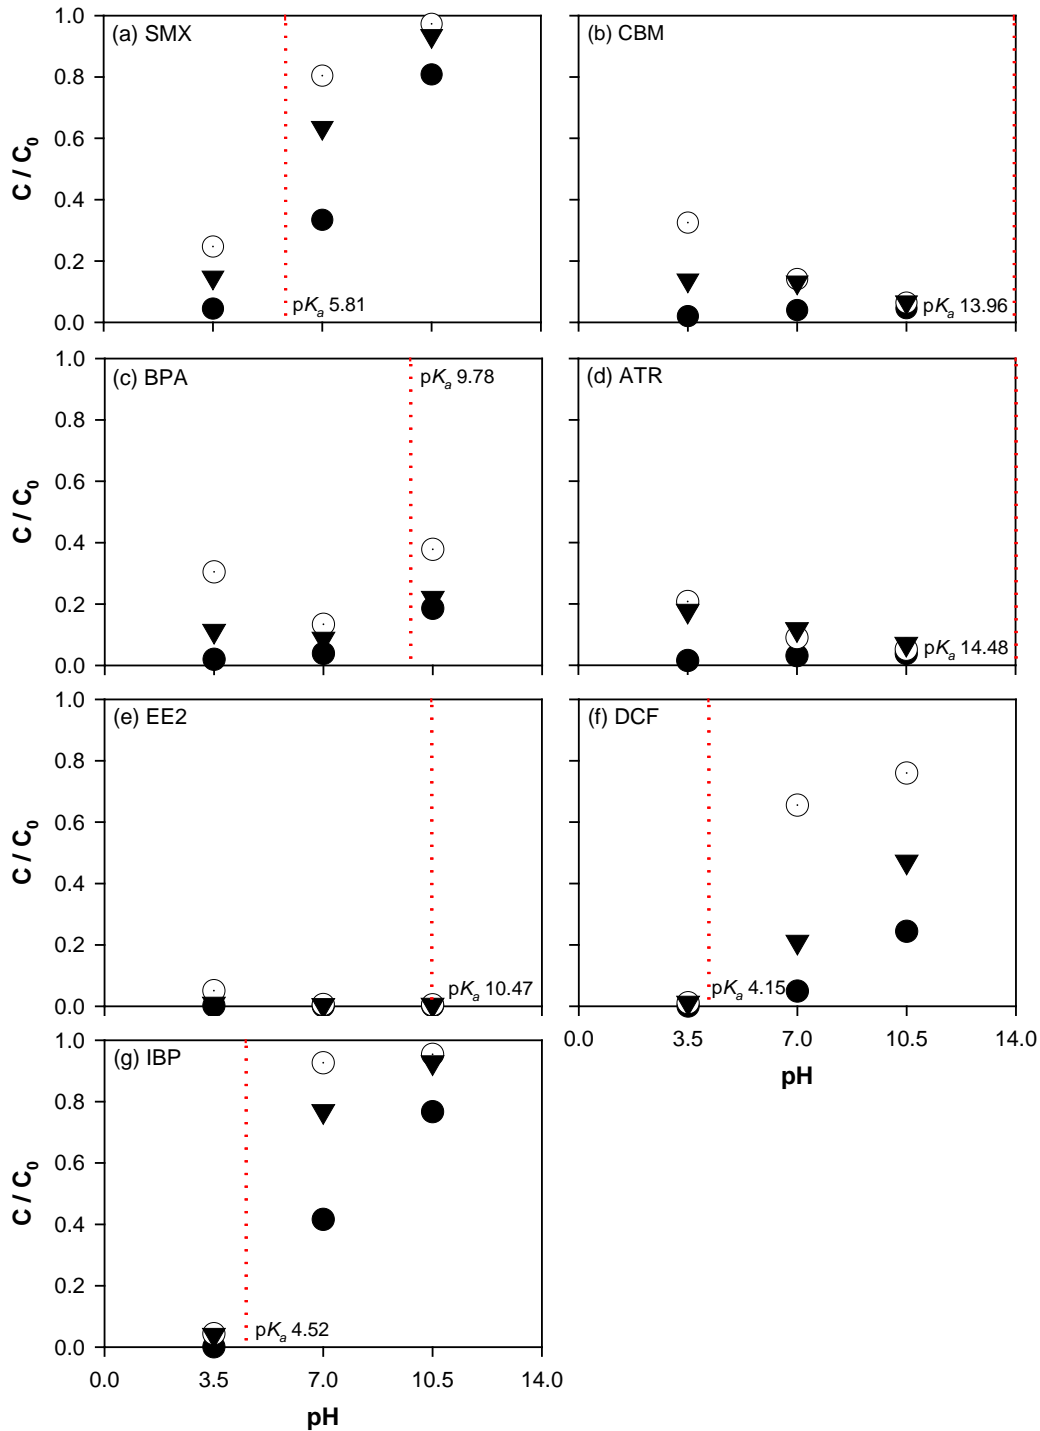 (a) SMX
1.0
0.8
0.6
0.4
0.2
0.0
C / C0
pKa 5.81
(b) CBM
pKa 13.96
(c) BPA
1.0
0.8
0.6
0.4
0.2
0.0
C / C0
pKa 9.78
(d) ATR
pKa 14.48
(e) EE2
1.0
0.8
0.6
0.4
0.2
0.0
C / C0
pKa 10.47
(f) DCF
pKa 4.15
0.0 3.5 7.0 10.5 14.0
pH
(g) IBP
1.0
0.8
0.6
0.4
0.2
0.0
C / C0
pKa 4.52
0.0 3.5 7.0 10.5 14.0
pH